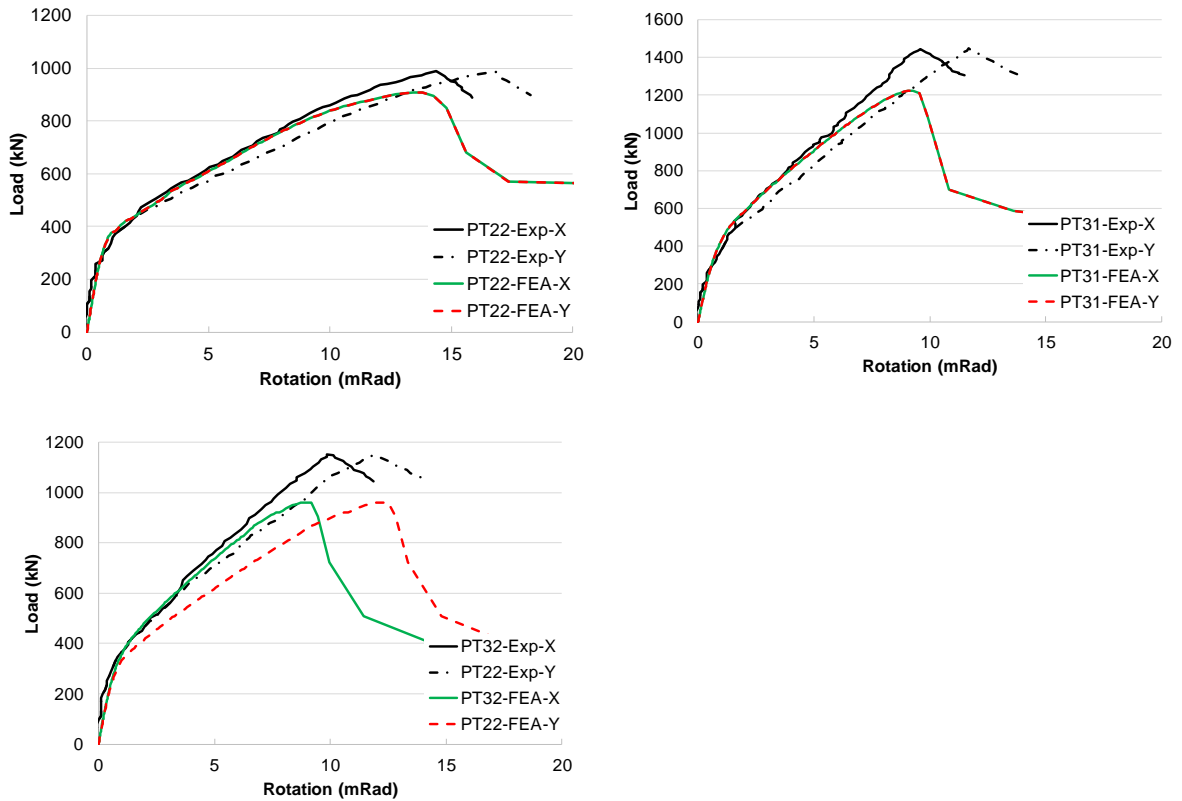 1200
1000
800
600
400
200
0
Load (kN)
0 5 10 15 20
Rotation (mRad)
PT22-Exp-X
PT22-Exp-Y
PT22-FEA-X
PT22-FEA-Y
1600
1400
1200
1000
800
600
400
200
0
Load (kN)
0 5 10 15 20
Rotation (mRad)
PT31-Exp-X
PT31-Exp-Y
PT31-FEA-X
PT31-FEA-Y
1200
1000
800
600
400
200
0
Load (kN)
0 5 10 15 20
Rotation (mRad)
PT32-Exp-X
PT22-Exp-Y
PT32-FEA-X
PT22-FEA-Y